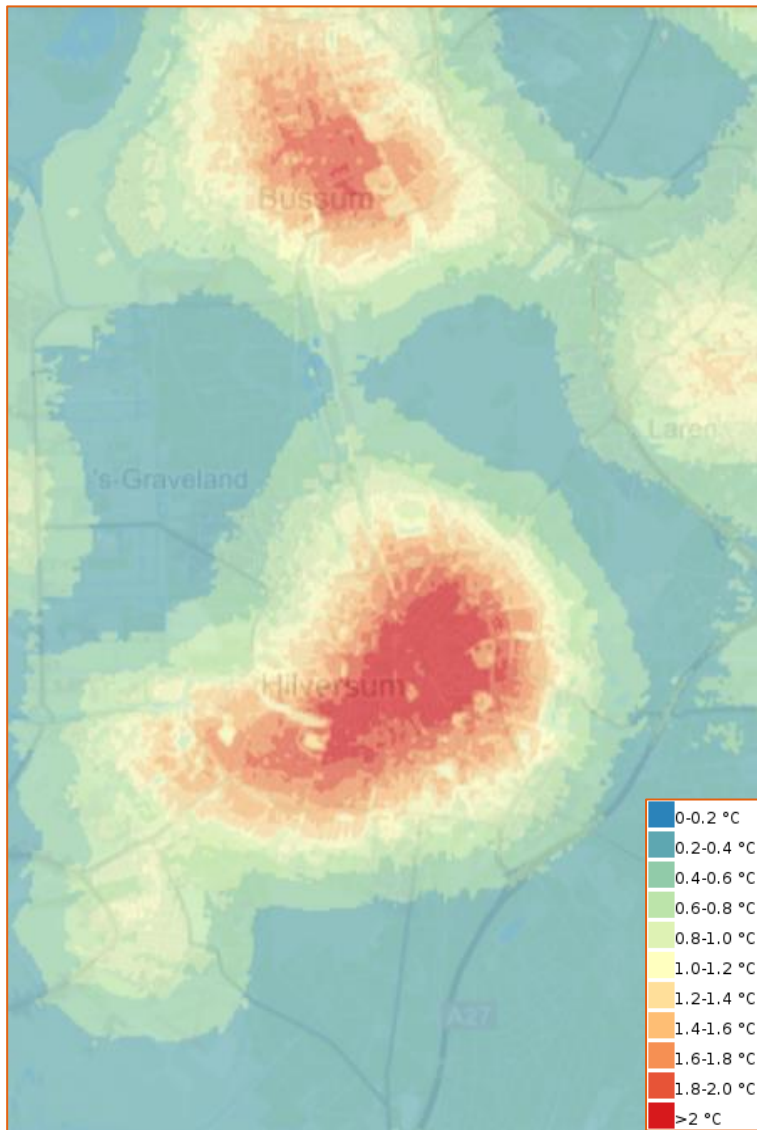 Bussum
Laren
's-Graveland
Hilversum
A27
0-0.2 °C
0.2-0.4 °C
0.4-0.6 °C
0.6-0.8 °C
0.8-1.0 °C
1.0-1.2 °C
1.2-1.4 °C
1.4-1.6 °C
1.6-1.8 °C
1.8-2.0 °C
>2 °C